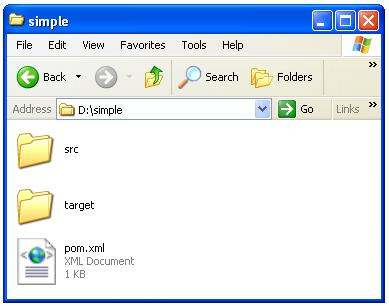 simple
File Edit View Favorites Tools Help
Back Search Folders »
Address D:\simple Go Links »
src
target
pom.xml
XML Document
1 KB